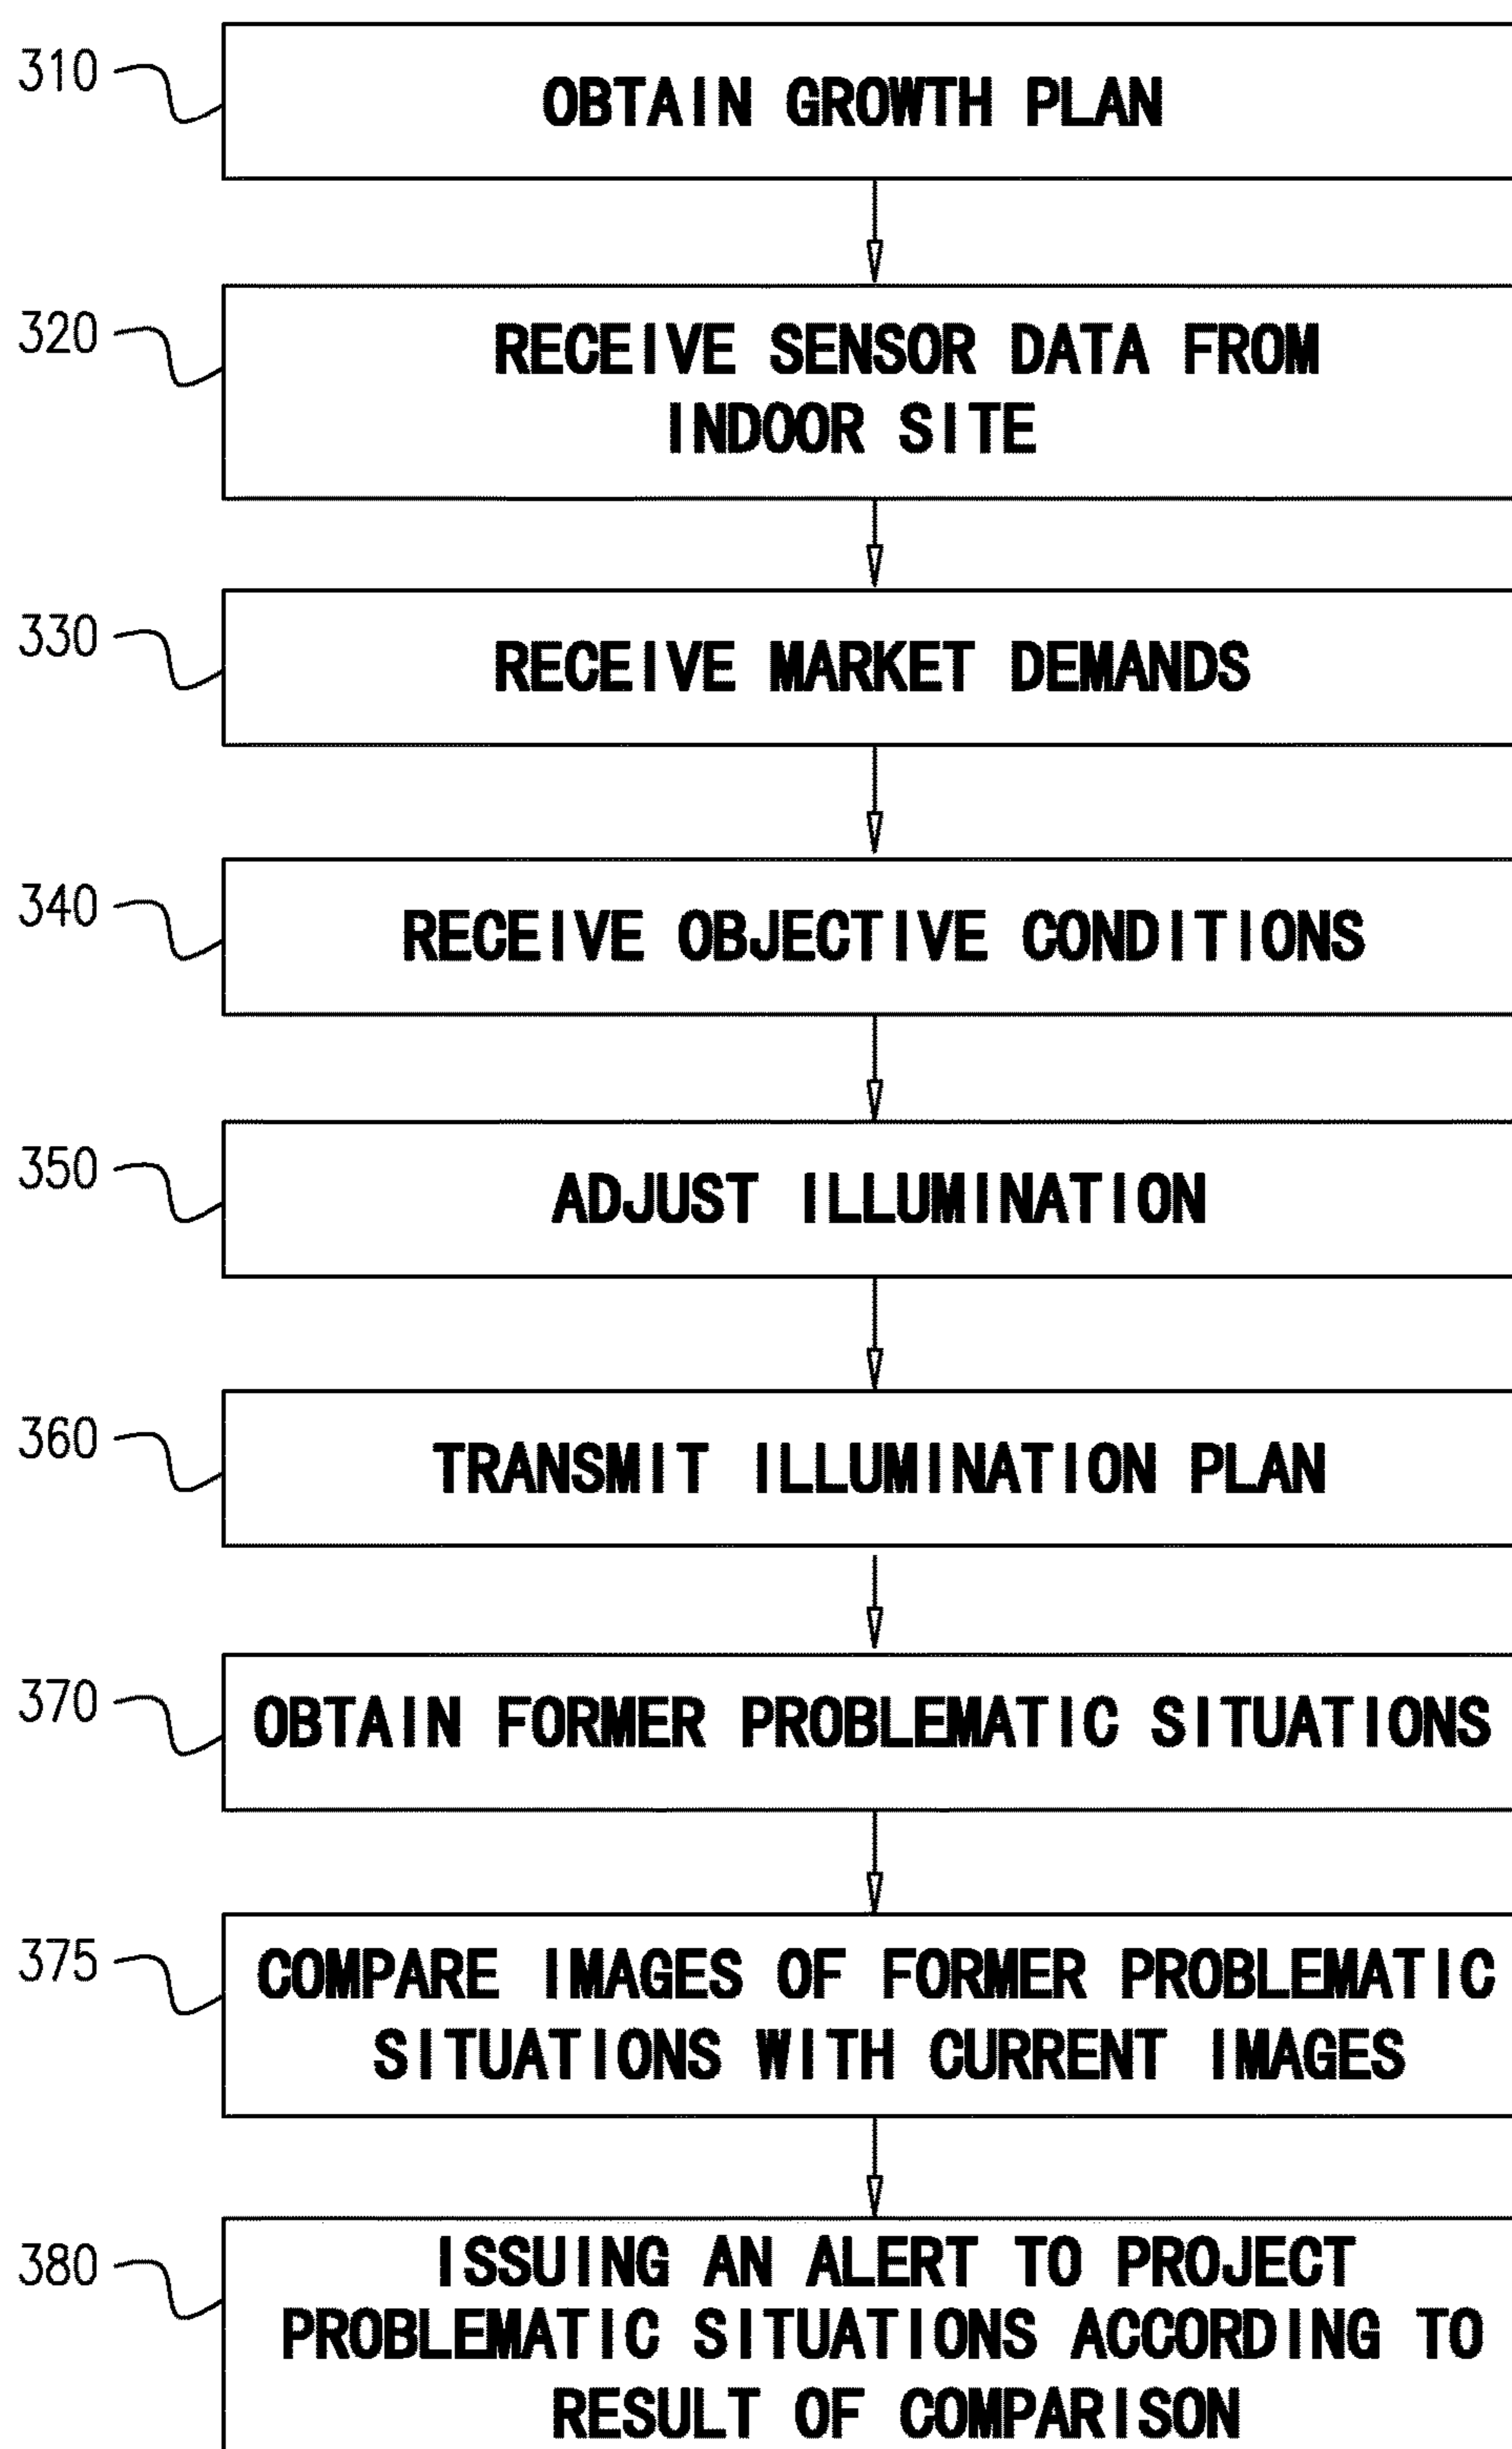 310
OBTAIN GROWTH PLAN
320
RECEIVE SENSOR DATA FROM
INDOOR SITE
330
RECEIVE MARKET DEMANDS
340
RECEIVE OBJECTIVE CONDITIONS
350
ADJUST ILLUMINATION
360
TRANSMIT ILLUMINATION PLAN
370
OBTAIN FORMER PROBLEMATIC SITUATIONS
375
COMPARE IMAGES OF FORMER PROBLEMATIC
SITUATIONS WITH CURRENT IMAGES
380
ISSUING AN ALERT TO PROJECT
PROBLEMATIC SITUATIONS ACCORDING TO
RESULT OF COMPARISON